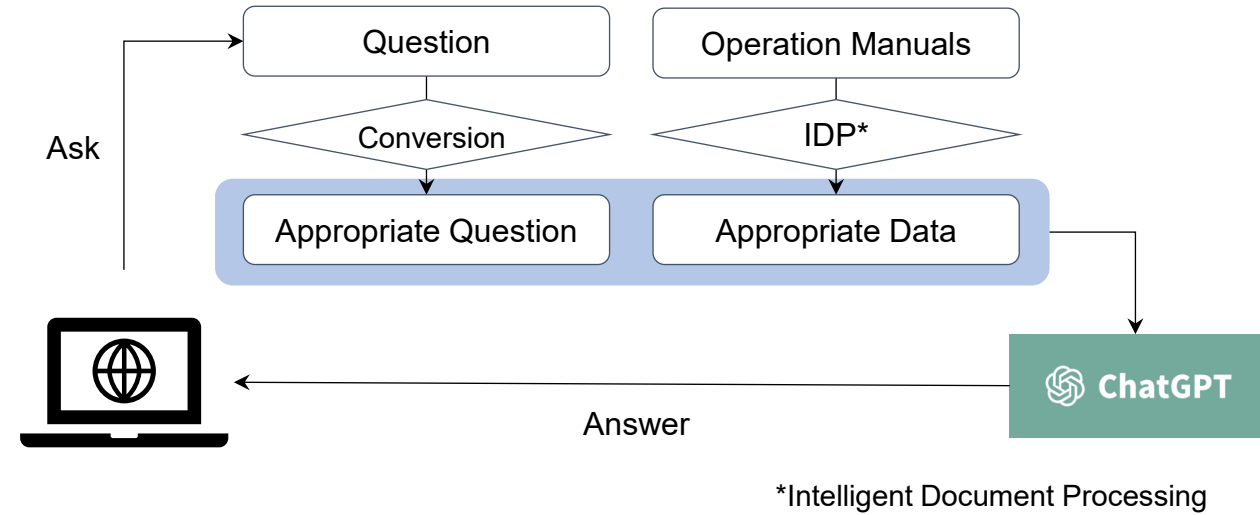 Question
Operation Manuals
Conversion
IDP*
Ask
Appropriate Question
Appropriate Data
ChatGPT
Answer
*Intelligent Document Processing